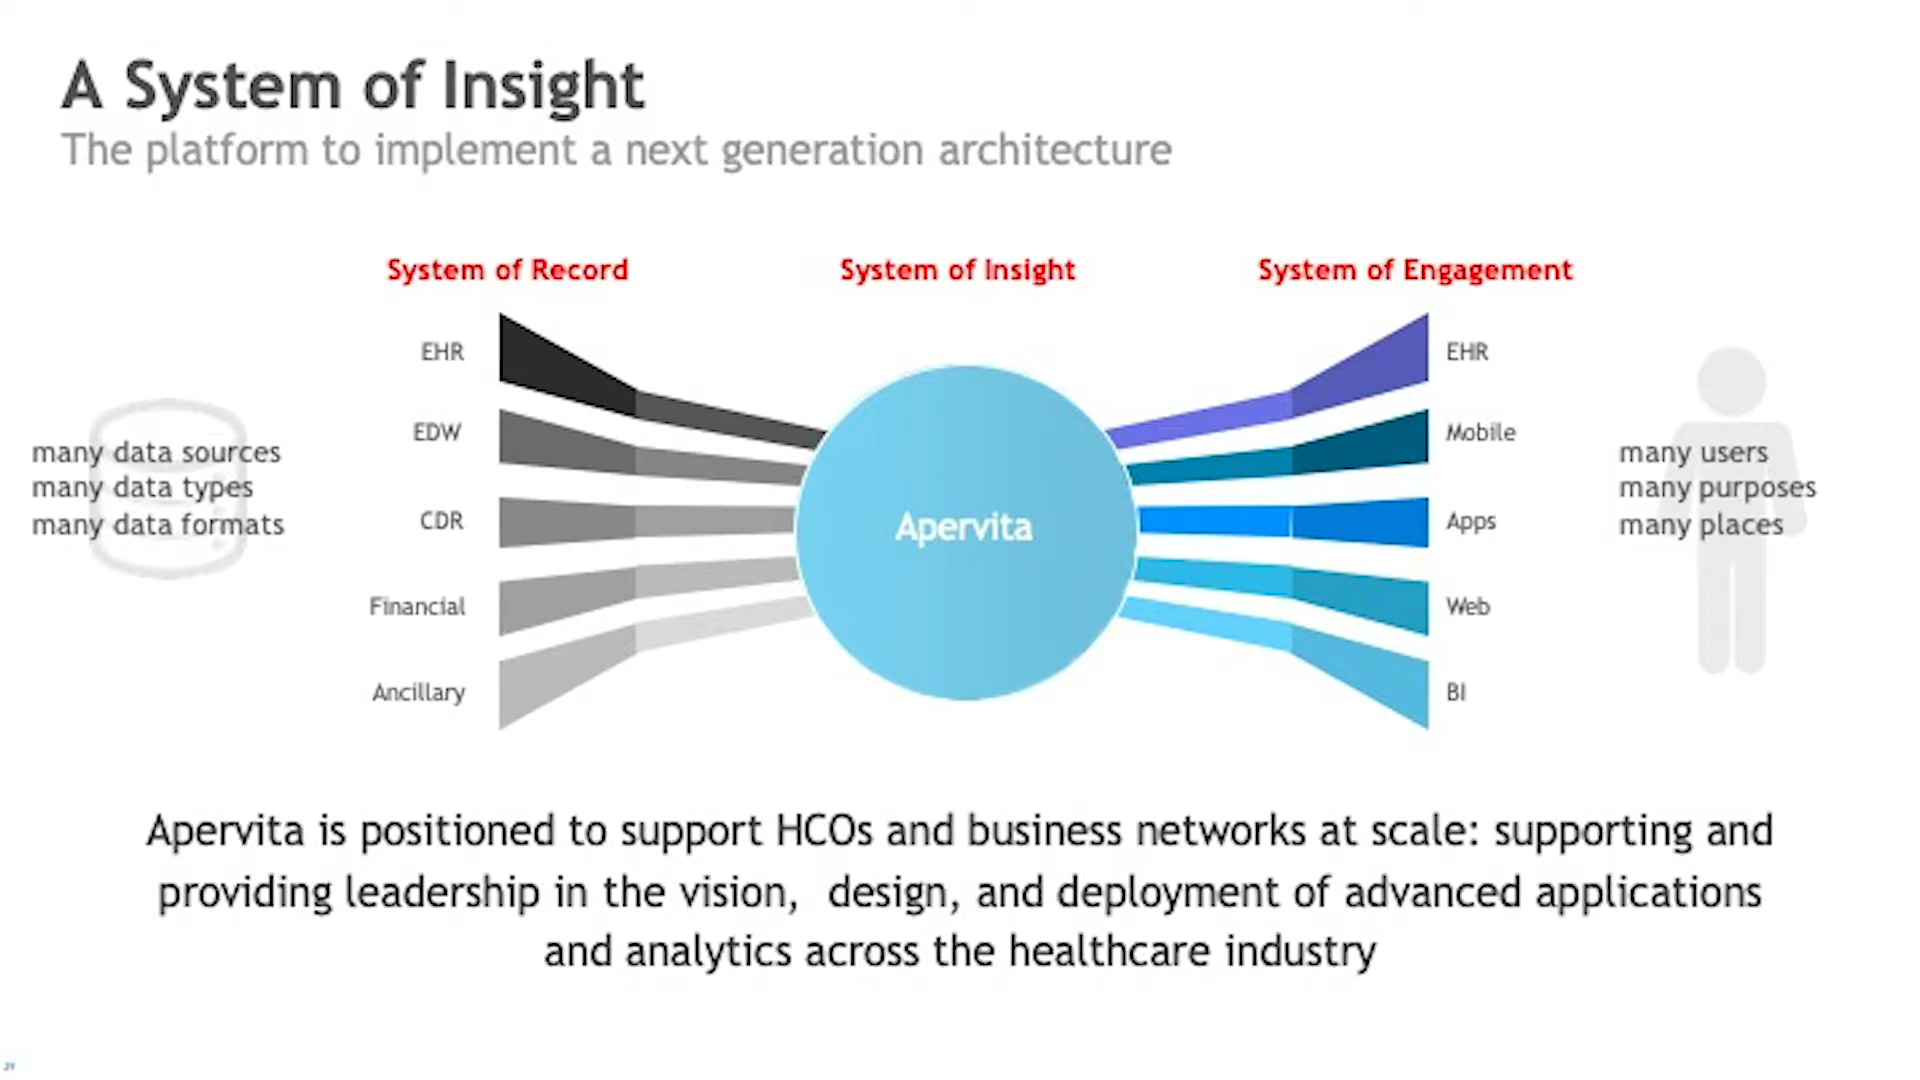 A System of Insight
The platform to implement a next generation architecture
System of Record
System of Insight
System of Engagement
EHR
EDW
CDR
Financial
Ancillary
many data sources
many data types
many data formats
Apervita
EHR
Mobile
Apps
Web
BI
many users
many purposes
many places
Apervita is positioned to support HCOs and business networks at scale: supporting and
providing leadership in the vision,  design, and deployment of advanced applications
and analytics across the healthcare industry